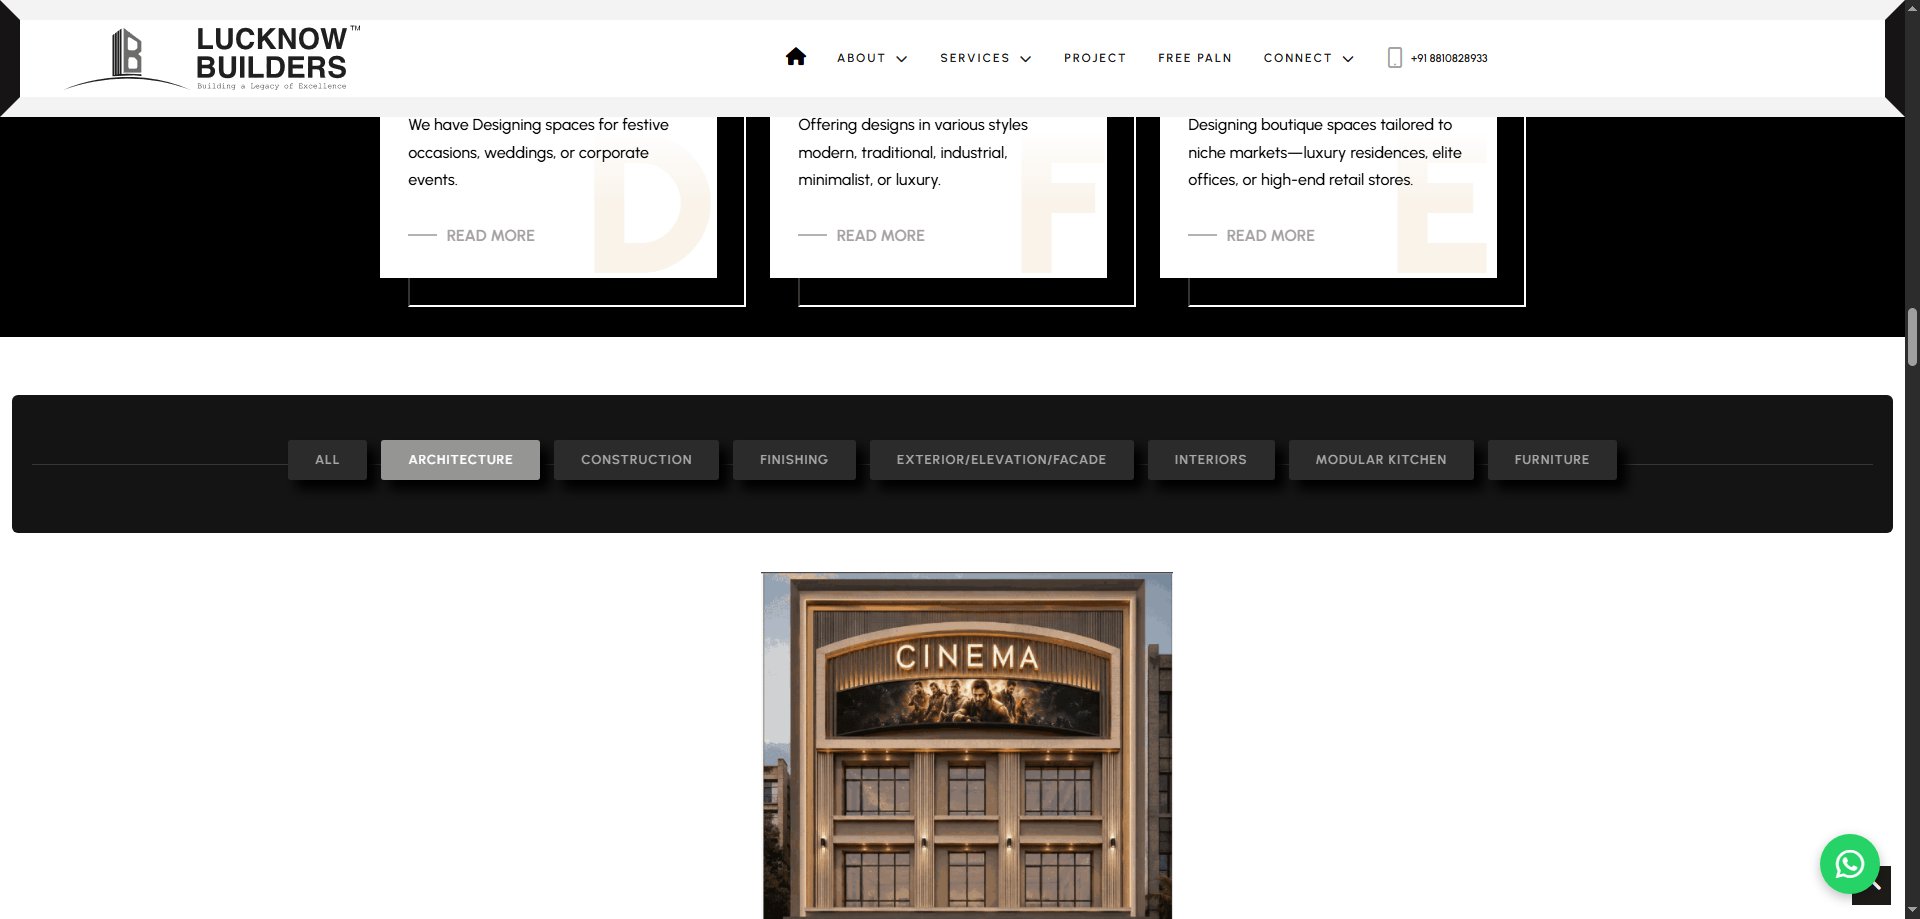 LUCKNOW™
BUILDERS
Building a Legacy of Excellence
ABOUT
SERVICES
PROJECT
FREE PALN
CONNECT
+91 8810828933
We have Designing spaces for festive
occasions, weddings, or corporate
events.
READ MORE
D
Offering designs in various styles
modern, traditional, industrial,
minimalist, or luxury.
READ MORE
F
Designing boutique spaces tailored to
niche markets—luxury residences, elite
offices, or high-end retail stores.
READ MORE
E
ALL
ARCHITECTURE
CONSTRUCTION
FINISHING
EXTERIOR/ELEVATION/FACADE
INTERIORS
MODULAR KITCHEN
FURNITURE
CINEMA